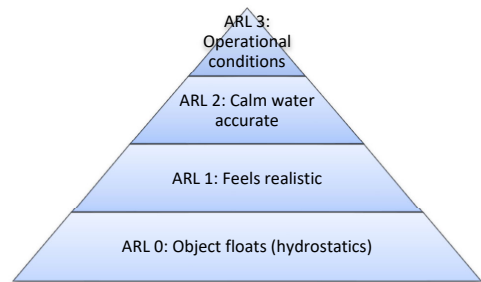 ARL 3:
Operational
conditions
ARL 2: Calm water
accurate
ARL 1: Feels realistic
ARL 0: Object floats (hydrostatics)